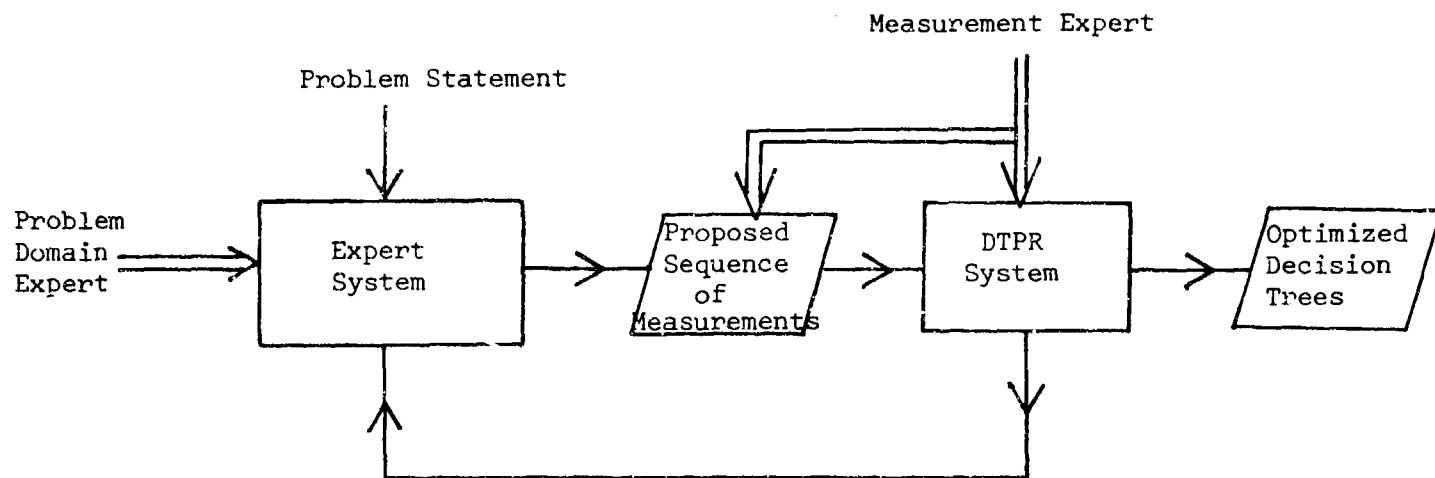 Measurement Expert
Problem Statement
Problem
Domain
Expert
Expert
System
Proposed
Sequence
of
Measurements
DTPR
System
Optimized
Decision
Trees